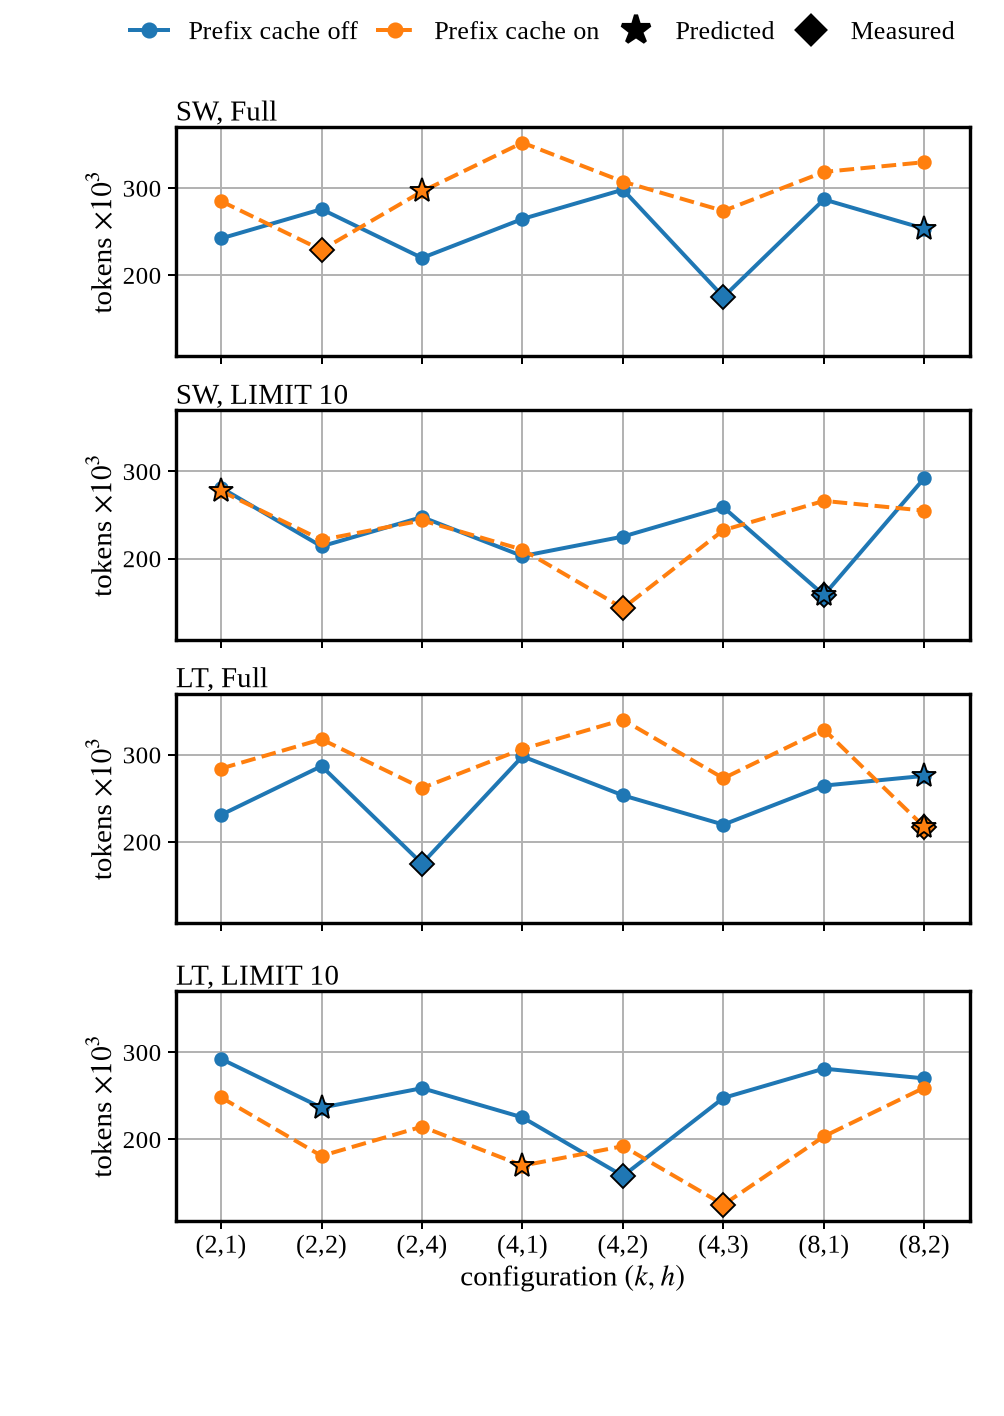 Prefix cache off Prefix cache on Predicted Measured
SW, Full
tokens ×10³
300
200
SW, LIMIT 10
tokens ×10³
300
200
LT, Full
tokens ×10³
300
200
LT, LIMIT 10
tokens ×10³
300
200
(2,1) (2,2) (2,4) (4,1) (4,2) (4,3) (8,1) (8,2)
configuration (k, h)